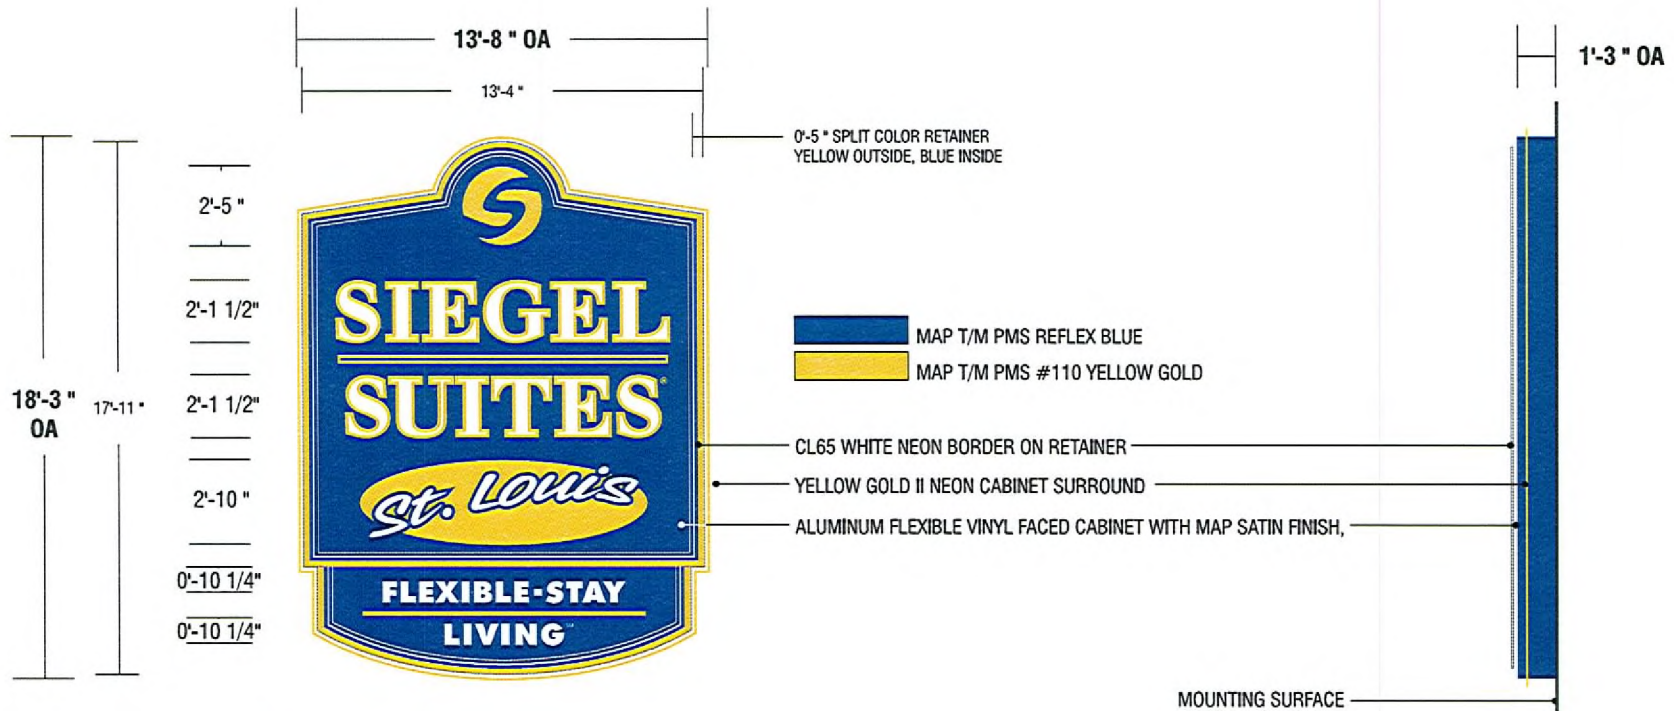 13'-8 " OA
1'-3 " OA
13'-4 "
0'-5 " SPLIT COLOR RETAINER
YELLOW OUTSIDE, BLUE INSIDE
2'-5 "
2'-1 1/2"
SIEGEL
MAP T/M PMS REFLEX BLUE
MAP T/M PMS #110 YELLOW GOLD
18'-3 "
OA
17'-11 "
2'-1 1/2"
SUITES®
CL65 WHITE NEON BORDER ON RETAINER
2'-10 "
St. Louis
YELLOW GOLD II NEON CABINET SURROUND
ALUMINUM FLEXIBLE VINYL FACED CABINET WITH MAP SATIN FINISH,
0'-10 1/4"
FLEXIBLE-STAY
0'-10 1/4"
LIVING℠
MOUNTING SURFACE